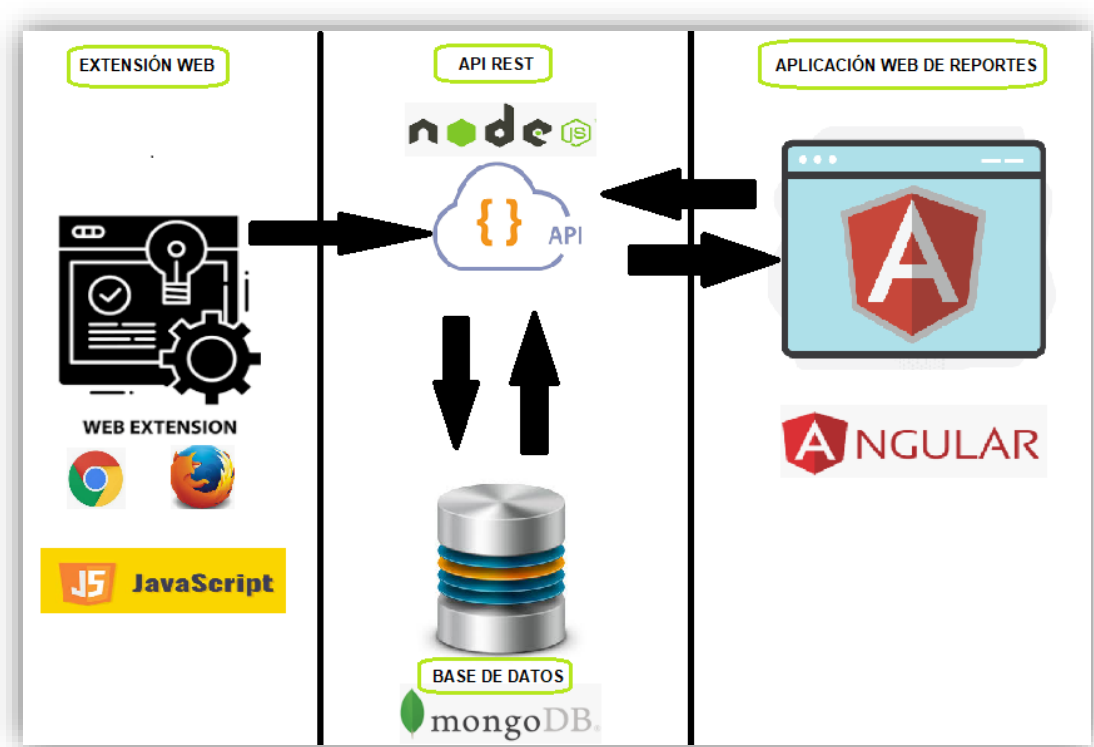 EXTENSIÓN WEB
WEB EXTENSION
JS JavaScript
API REST
node JS
{ } API
BASE DE DATOS
mongoDB.
APLICACIÓN WEB DE REPORTES
A
ANGULAR